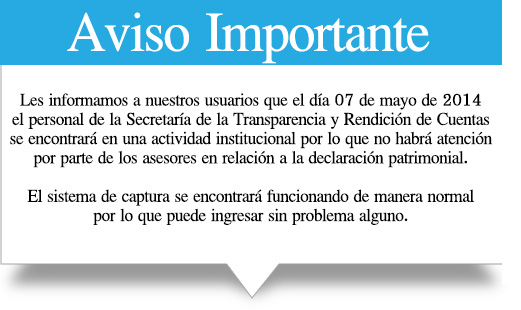 Aviso Importante
Les informamos a nuestros usuarios que el día 07 de mayo de 2014
el personal de la Secretaría de la Transparencia y Rendición de Cuentas
se encontrará en una actividad institucional por lo que no habrá atención
por parte de los asesores en relación a la declaración patrimonial.
El sistema de captura se encontrará funcionando de manera normal
por lo que puede ingresar sin problema alguno.